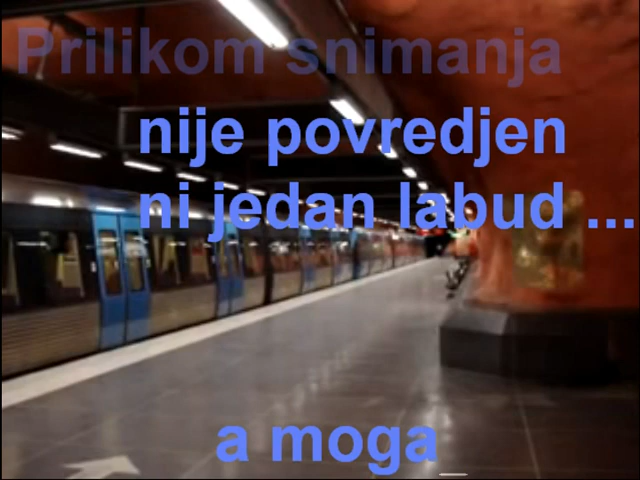 Prilikom snimanja
nije povredjen
ni jedan labud ...
a moga